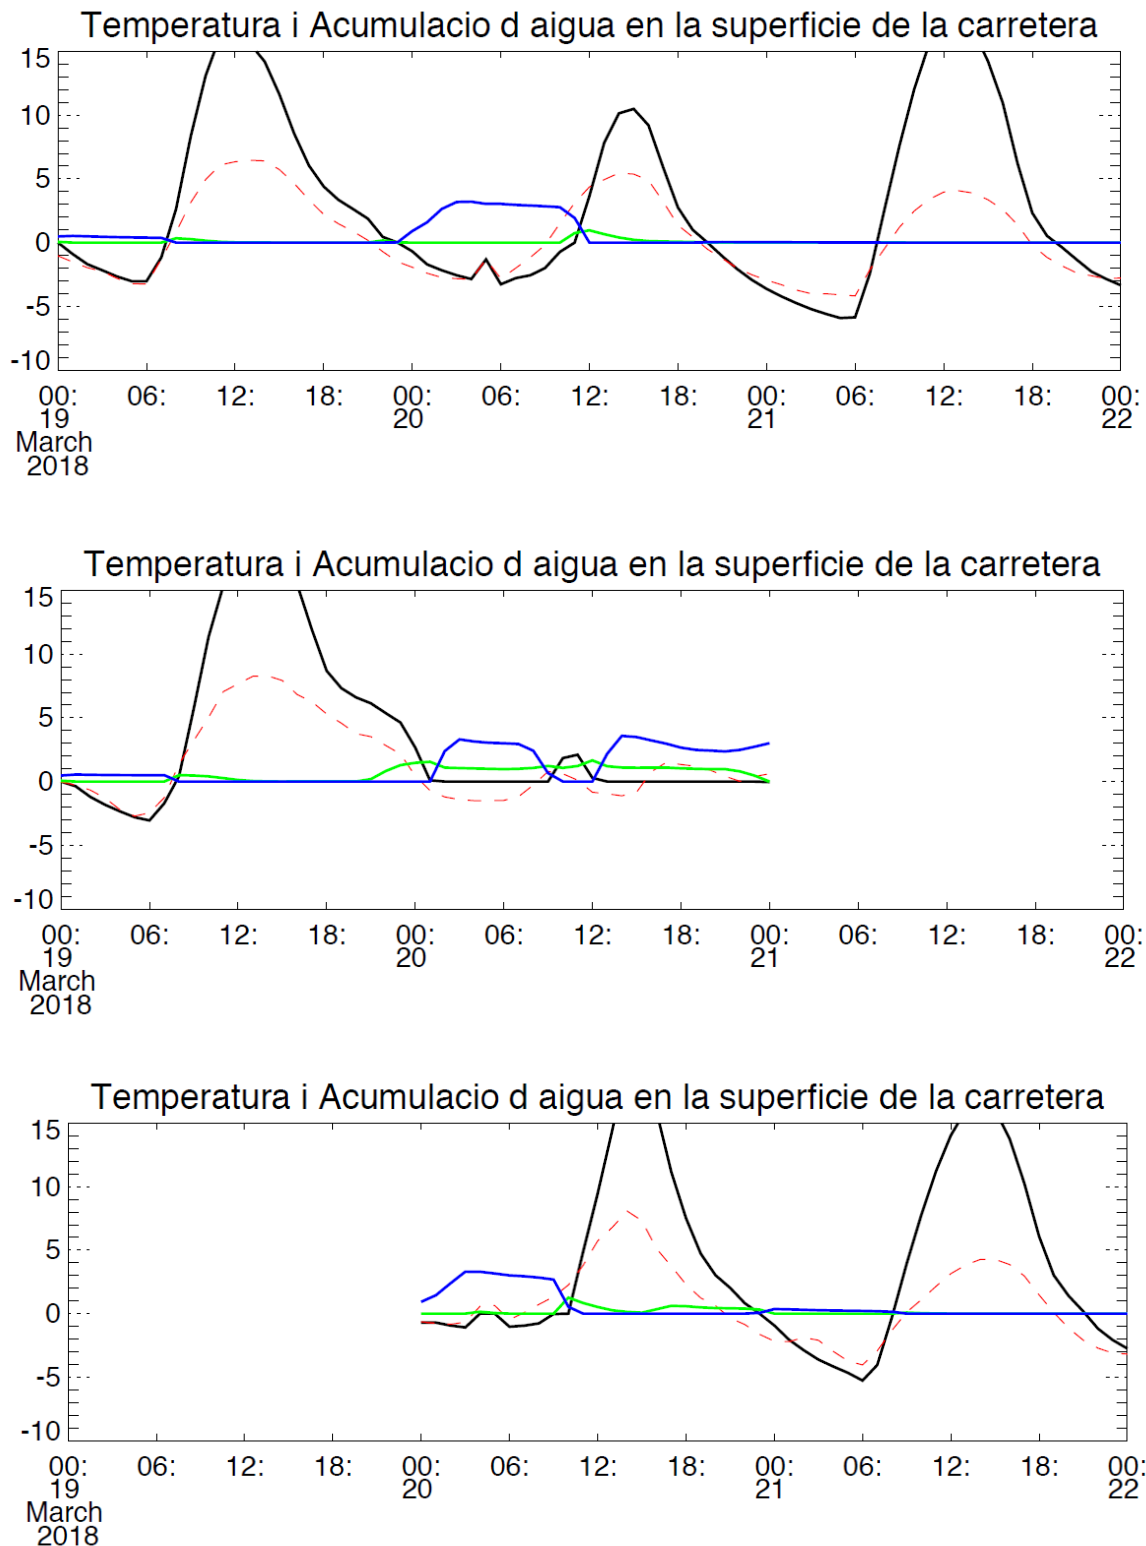 Temperatura i Acumulacio d aigua en la superficie de la carretera
15
10
5
0
-5
-10
00: 06: 12: 18: 00: 06: 12: 18: 00: 06: 12: 18: 00:
19 20 21 22
March
2018
Temperatura i Acumulacio d aigua en la superficie de la carretera
15
10
5
0
-5
-10
00: 06: 12: 18: 00: 06: 12: 18: 00: 06: 12: 18: 00:
19 20 21 22
March
2018
Temperatura i Acumulacio d aigua en la superficie de la carretera
15
10
5
0
-5
-10
00: 06: 12: 18: 00: 06: 12: 18: 00: 06: 12: 18: 00:
19 20 21 22
March
2018